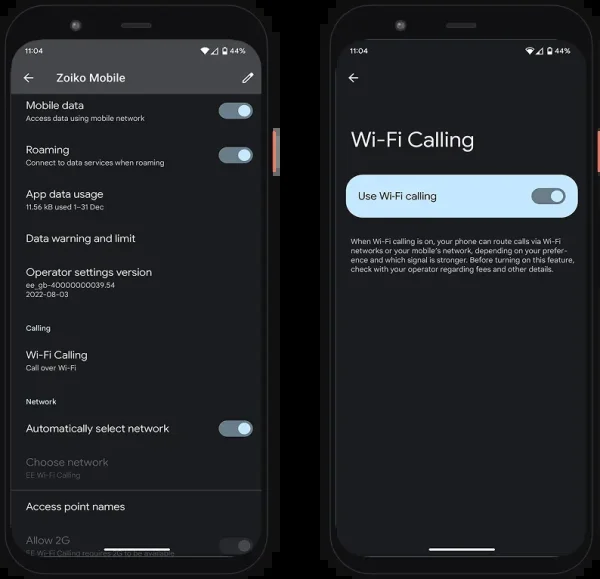 11:04
44%
Zoiko Mobile
Mobile data
Access data using mobile network
Roaming
Connect to data services when roaming
App data usage
11.56 kB used 1–31 Dec
Data warning and limit
Operator settings version
ee_gb-40000000039.54
2022-08-03
Calling
Wi-Fi Calling
Call over Wi-Fi
Network
Automatically select network
Choose network
EE Wi-Fi Calling
Access point names
Allow 2G
EE Wi-Fi Calling requires 2G to be available
11:04
44%
Wi-Fi Calling
Use Wi-Fi calling
When Wi-Fi calling is on, your phone can route calls via Wi-Fi
networks or your mobile's network, depending on your prefer-
ence and which signal is stronger. Before turning on this feature,
check with your operator regarding fees and other details.